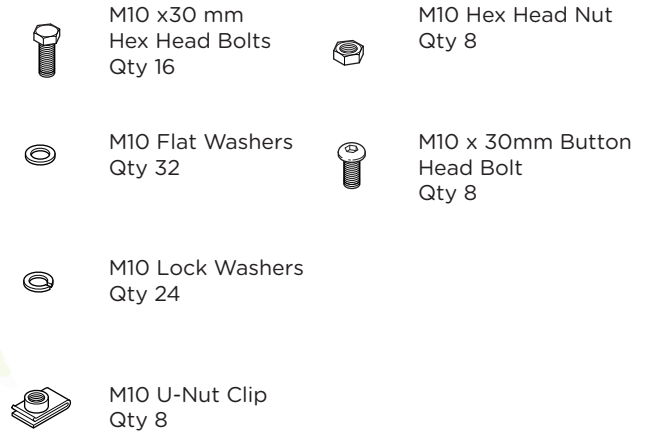 M10 x30 mm
Hex Head Bolts
Qty 16
M10 Hex Head Nut
Qty 8
M10 Flat Washers
Qty 32
M10 x 30mm Button
Head Bolt
Qty 8
M10 Lock Washers
Qty 24
M10 U-Nut Clip
Qty 8